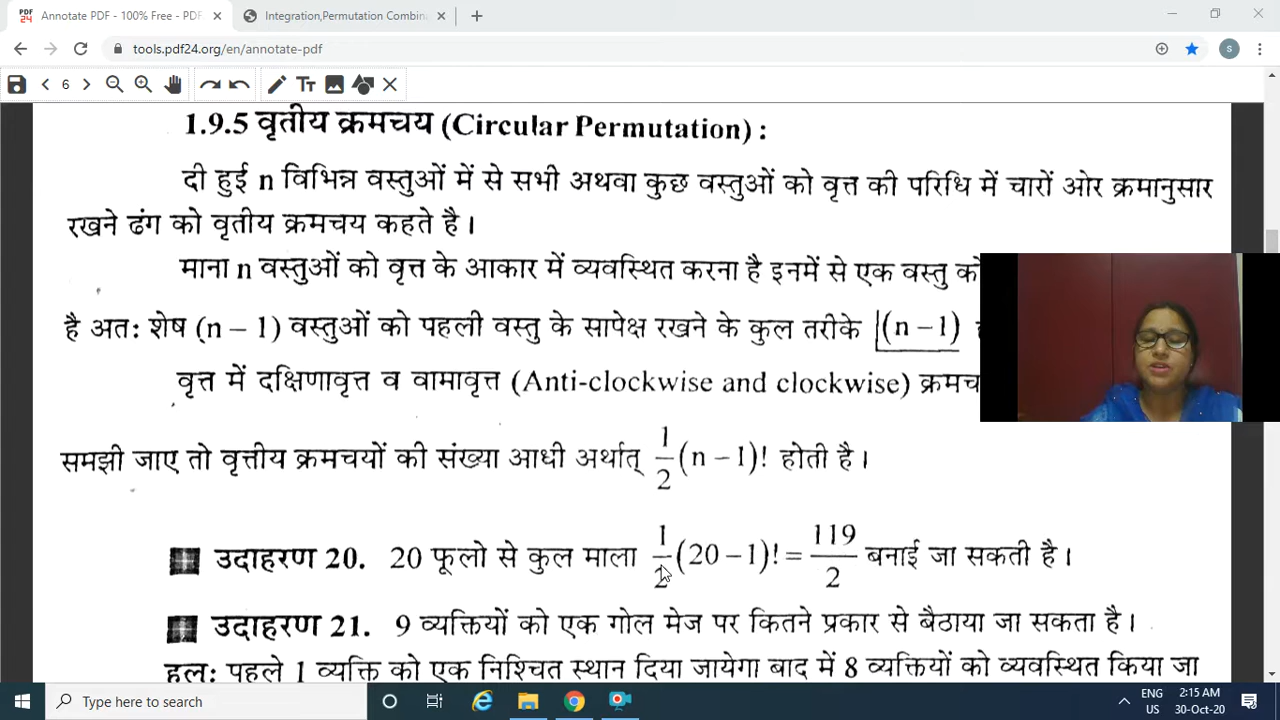 Annotate PDF - 100% Free - PDF
Integration,Permutation Combin
tools.pdf24.org/en/annotate-pdf
6
1.9.5 वृतीय क्रमचय (Circular Permutation) :
दी हुई n विभिन्न वस्तुओं में से सभी अथवा कुछ वस्तुओं को वृत्त की परिधि में चारों ओर क्रमानुसार
रखने ढंग को वृतीय क्रमचय कहते है।
माना n वस्तुओं को वृत्त के आकार में व्यवस्थित करना है इनमें से एक वस्तु को
है अत: शेष (n – 1) वस्तुओं को पहली वस्तु के सापेक्ष रखने के कुल तरीके |(n – 1)
वृत्त में दक्षिणावृत्त व वामावृत्त (Anti-clockwise and clockwise) क्रमच
समझी जाए तो वृत्तीय क्रमचयों की संख्या आधी अर्थात् 1/2 (n – 1)! होती है।
उदाहरण 20. 20 फूलो से कुल माला 1/2 (20 – 1)! = 119/2 बनाई जा सकती है।
उदाहरण 21. 9 व्यक्तियों को एक गोल मेज पर कितने प्रकार से बैठाया जा सकता है।
हल: पहले 1 व्यक्ति को एक निश्चित स्थान दिया जायेगा बाद में 8 व्यक्तियों को व्यवस्थित किया जा
Type here to search
ENG
US
2:15 AM
30-Oct-20